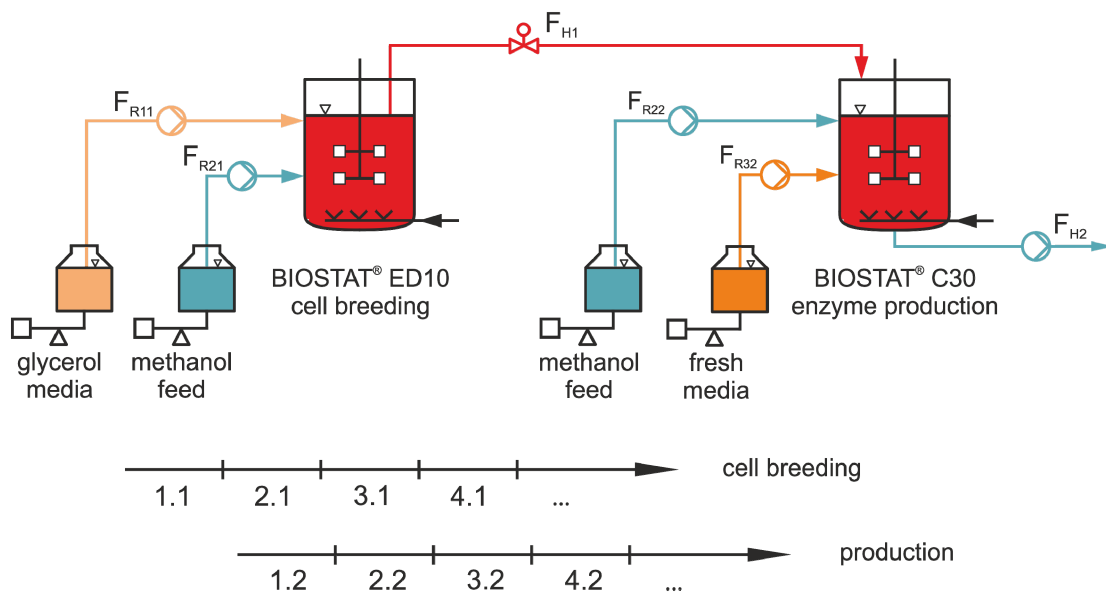 F_H1
F_R11
F_R21
F_R22
F_R32
F_H2
BIOSTAT® ED10
cell breeding
BIOSTAT® C30
enzyme production
glycerol
media
methanol
feed
methanol
feed
fresh
media
cell breeding
1.1 2.1 3.1 4.1 ...
production
1.2 2.2 3.2 4.2 ...